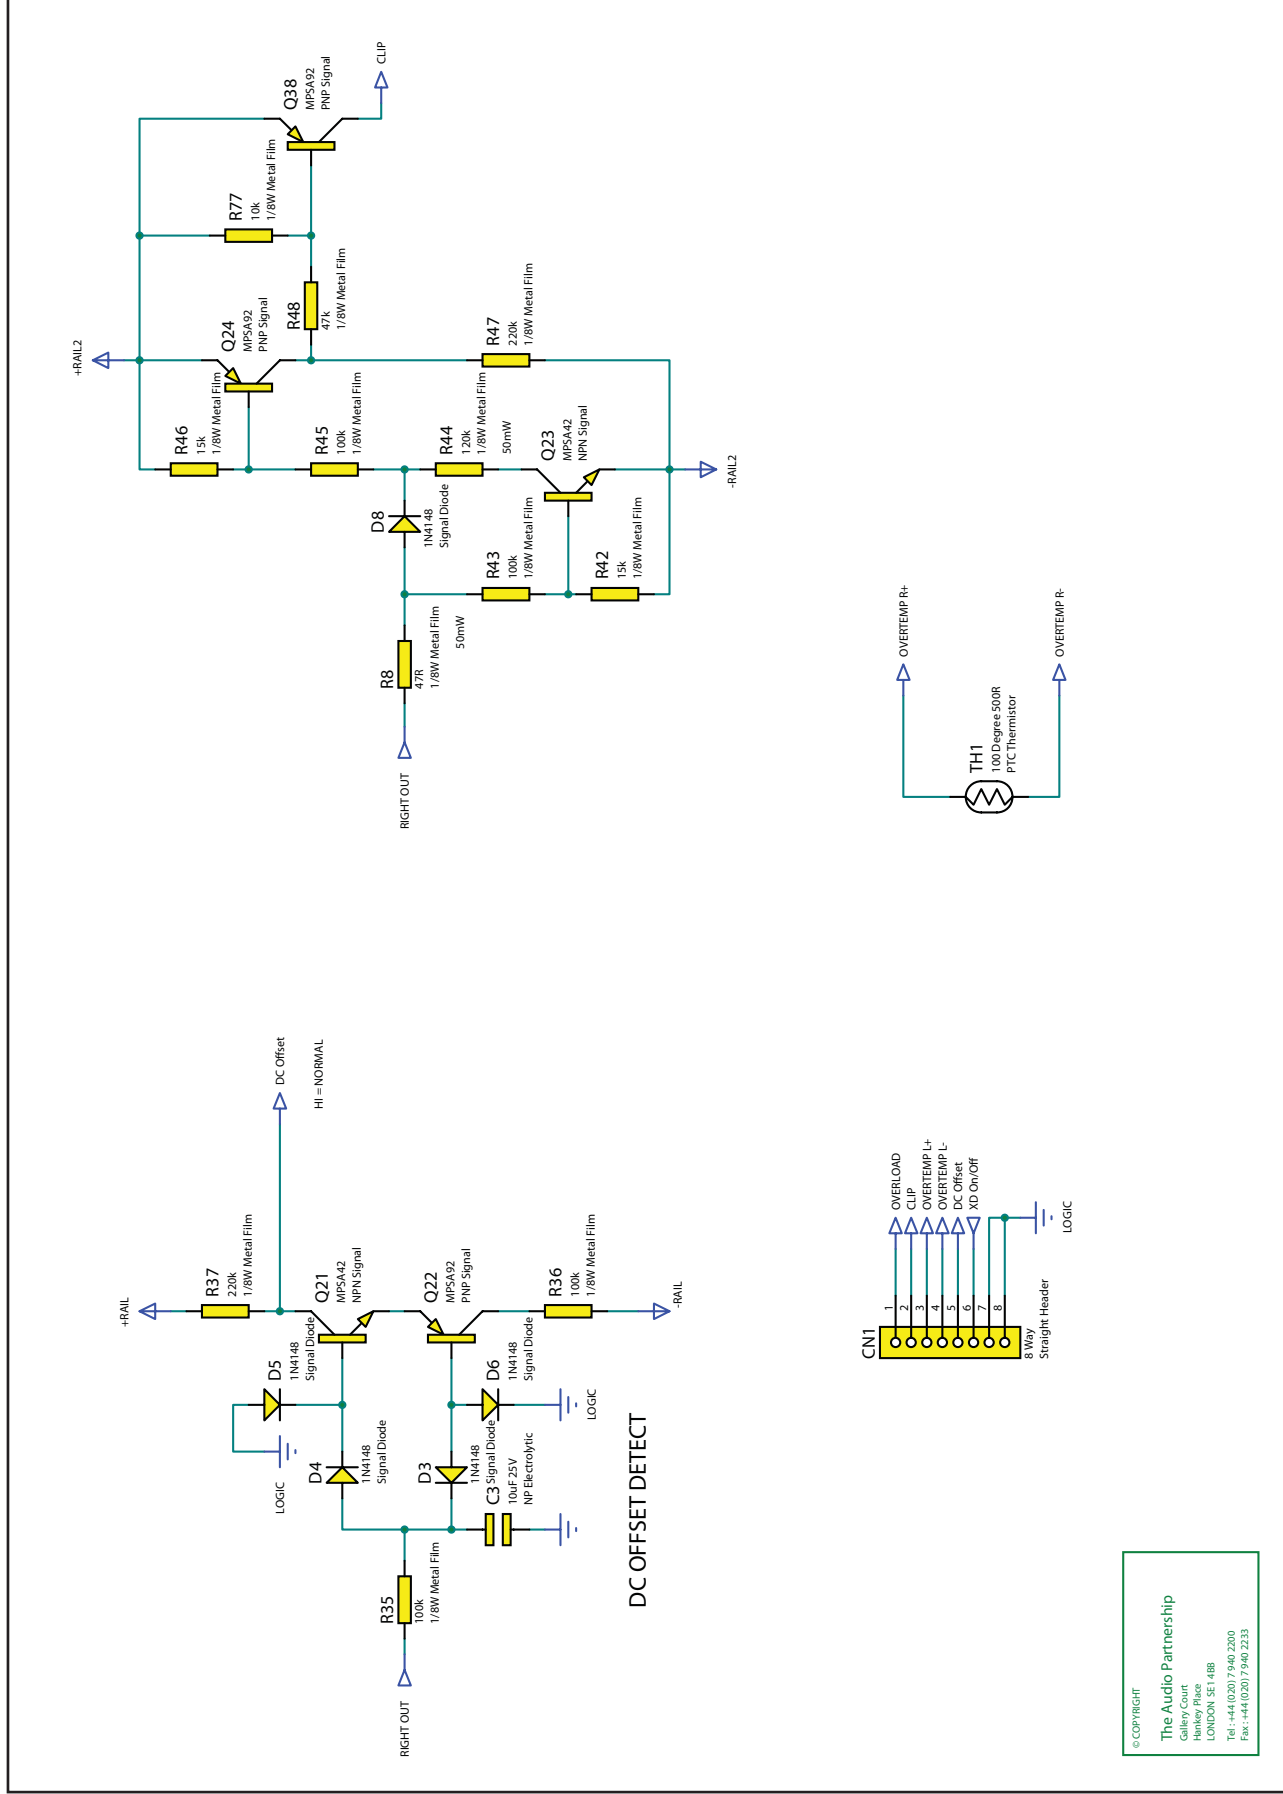 RIGHT OUT
R35
100k
1/8W Metal Film
DC OFFSET DETECT
C3
10uF 25V
NP Electrolytic
D4
1N4148
Signal Diode
D3
1N4148
Signal Diode
LOGIC
D5
1N4148
Signal Diode
D6
1N4148
Signal Diode
LOGIC
+RAIL
R37
220k
1/8W Metal Film
Q21
MPSA42
NPN Signal
Q22
MPSA92
PNP Signal
R36
100k
1/8W Metal Film
-RAIL
DC Offset
HI = NORMAL
RIGHT OUT
R8
47R
1/8W Metal Film
50mW
D8
1N4148
Signal Diode
R43
100k
1/8W Metal Film
R42
15k
1/8W Metal Film
R46
15k
1/8W Metal Film
R45
100k
1/8W Metal Film
R44
120k
1/8W Metal Film
50mW
Q23
MPSA42
NPN Signal
-RAIL2
+RAIL2
Q24
MPSA92
PNP Signal
R48
47k
1/8W Metal Film
R47
220k
1/8W Metal Film
R77
10k
1/8W Metal Film
Q38
MPSA92
PNP Signal
CLIP
CN1
8 Way
Straight Header
1
2
3
4
5
6
7
8
OVERLOAD
CLIP
OVERTEMP L+
OVERTEMP L-
DC Offset
XD On/Off
LOGIC
TH1
100 Degree 500R
PTC Thermistor
OVERTEMP R+
OVERTEMP R-
© COPYRIGHT
The Audio Partnership
Gallery Court
Hankey Place
LONDON SE1 4BB
Tel : +44 (020) 7 940 2200
Fax : +44 (020) 7 940 2233